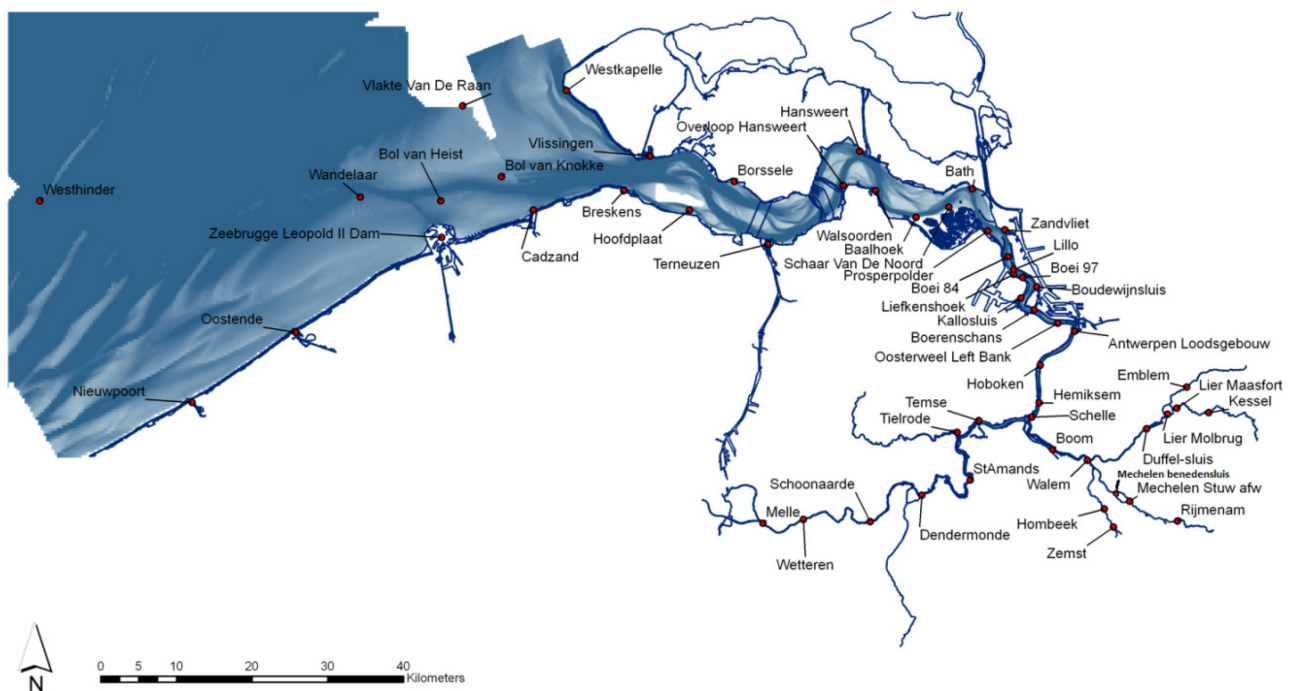 Westkapelle
Vlakte Van De Raan
Hansweert
Overloop Hansweert
Vlissingen
Bol van Heist
Bol van Knokke
Borssele
Bath
Westhinder
Wandelaar
Breskens
Hoofdplaat
Zeebrugge Leopold II Dam
Cadzand
Terneuzen
Walsoorden
Baalhoek
Schaar Van De Noord
Prosperpolder
Zandvliet
Lillo
Boei 97
Boei 84
Boudewijnsluis
Liefkenshoek
Kallosluis
Boerenschans
Oosterweel Left Bank
Antwerpen Loodsgebouw
Oostende
Nieuwpoort
Hoboken
Emblem
Lier Maasfort
Kessel
Hemiksem
Temse
Schelle
Tielrode
Lier Molbrug
Boom
Duffel-sluis
StAmands
Walem
Mechelen benedensluis
Mechelen Stuw afw
Schoonaarde
Melle
Hombeek
Rijmenam
Dendermonde
Zemst
Wetteren
N
0 5 10 20 30 40
Kilometers